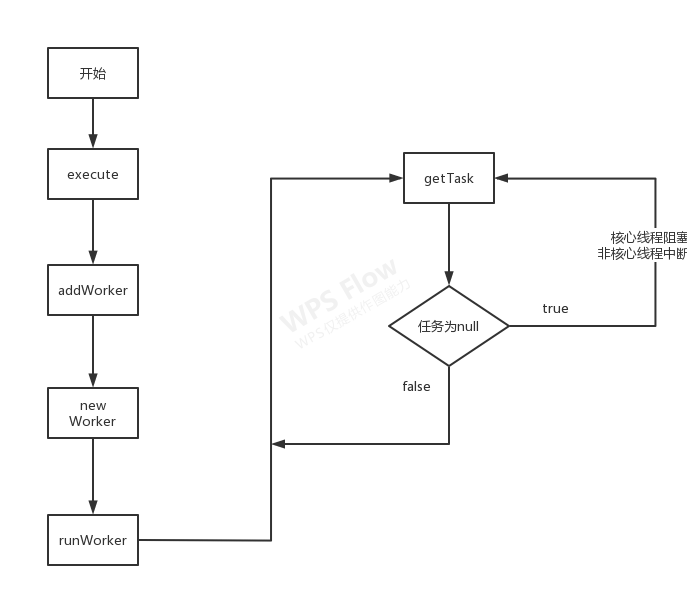 开始
execute
addWorker
new
Worker
runWorker
getTask
核心线程阻塞
非核心线程中断
任务为null
true
false
WPS Flow
WPS仅提供作图能力